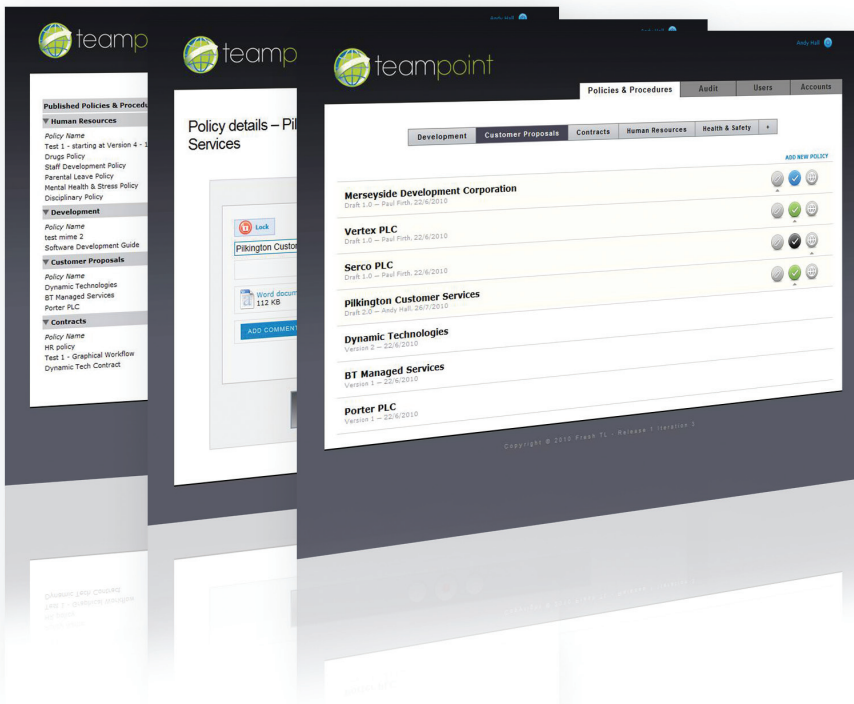 Andy Hall
teamp
Published Policies & Procedu
Human Resources
Policy Name
Test 1 - starting at Version 4 - 1
Drugs Policy
Staff Development Policy
Parental Leave Policy
Mental Health & Stress Policy
Disciplinary Policy
Development
Policy Name
test mime 2
Software Development Guide
Customer Proposals
Policy Name
Dynamic Technologies
BT Managed Services
Porter PLC
Contracts
Policy Name
HR policy
Test 1 - Graphical Workflow
Dynamic Tech Contract
teamp
Policy details – Pil
Services
Lock
Pilkington Custor
Word docum
112 KB
ADD COMMENT
Andy Hall
teampoint
Policies & Procedures
Audit
Users
Accounts
Development
Customer Proposals
Contracts
Human Resources
Health & Safety
+
ADD NEW POLICY
Merseyside Development Corporation
Draft 1.0 — Paul Firth, 22/6/2010
Vertex PLC
Draft 1.0 — Paul Firth, 22/6/2010
Serco PLC
Draft 1.0 — Paul Firth, 22/6/2010
Pilkington Customer Services
Draft 2.0 — Andy Hall, 26/7/2010
Dynamic Technologies
Version 2 — 22/6/2010
BT Managed Services
Version 1 — 22/6/2010
Porter PLC
Version 1 — 22/6/2010
Copyright © 2010 Fresh TL - Release 1 Iteration 3